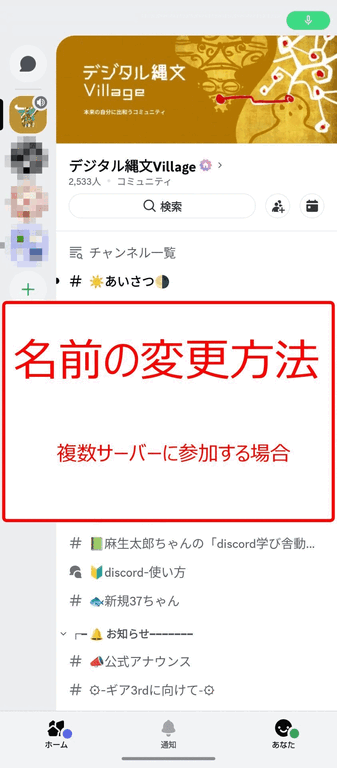 デジタル縄文
Village
本来の自分に出逢うコミュニティ
デジタル縄文Village
2,533人 • コミュニティ
検索
チャンネル一覧
# ☀️あいさつ🌗
名前の変更方法
複数サーバーに参加する場合
# 📗麻生太郎ちゃんの「discord学び舎動...
🔰discord-使い方
# 🐟新規37ちゃん
┏━ 🔔 お知らせ━━━━━━━
# 📣公式アナウンス
# ⚙-ギア3rdに向けて-⚙
ホーム
通知
あなた